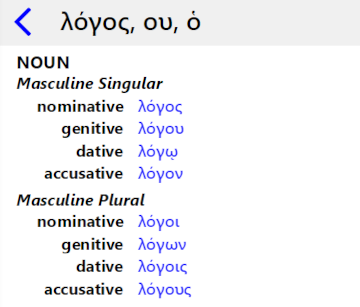 λόγος, ου, ὁ
NOUN
Masculine Singular
nominative λόγος
genitive λόγου
dative λόγῳ
accusative λόγον
Masculine Plural
nominative λόγοι
genitive λόγων
dative λόγοις
accusative λόγους